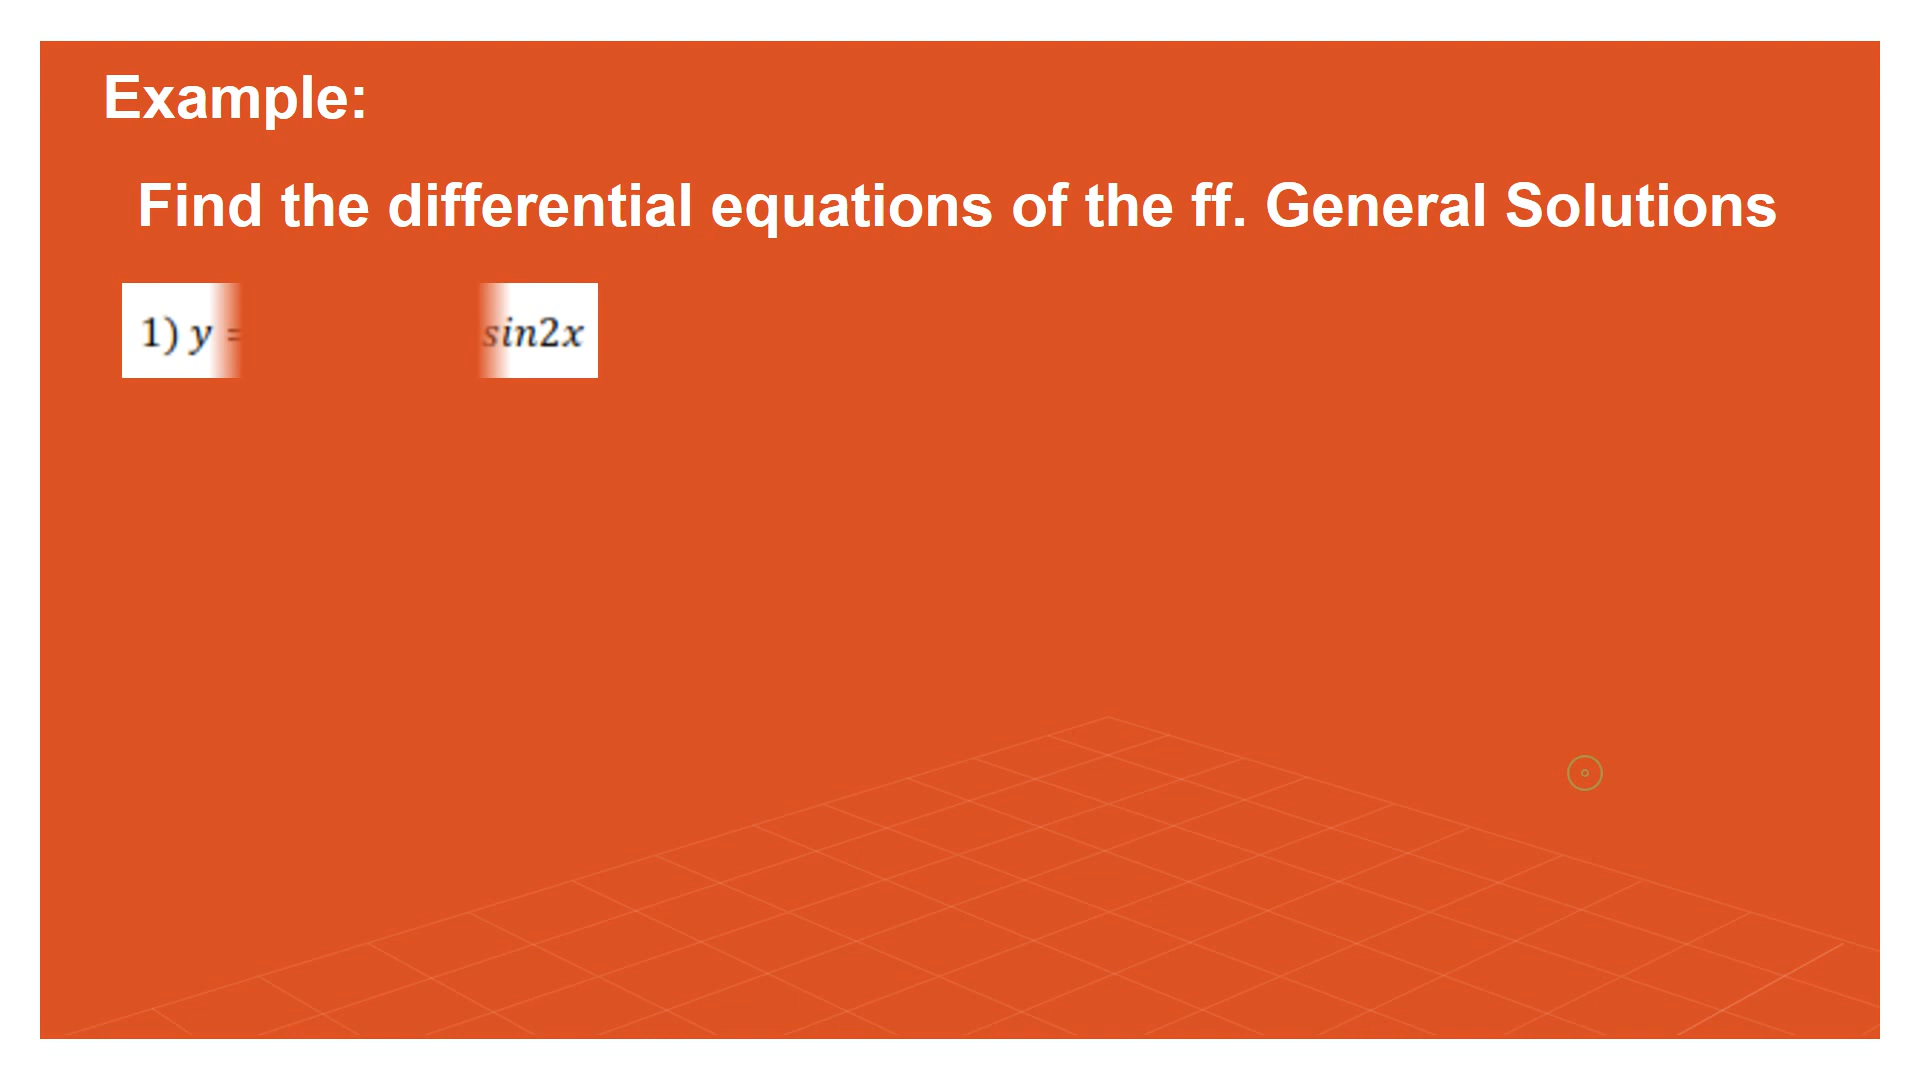 Example:
Find the differential equations of the ff. General Solutions
1) y = sin2x